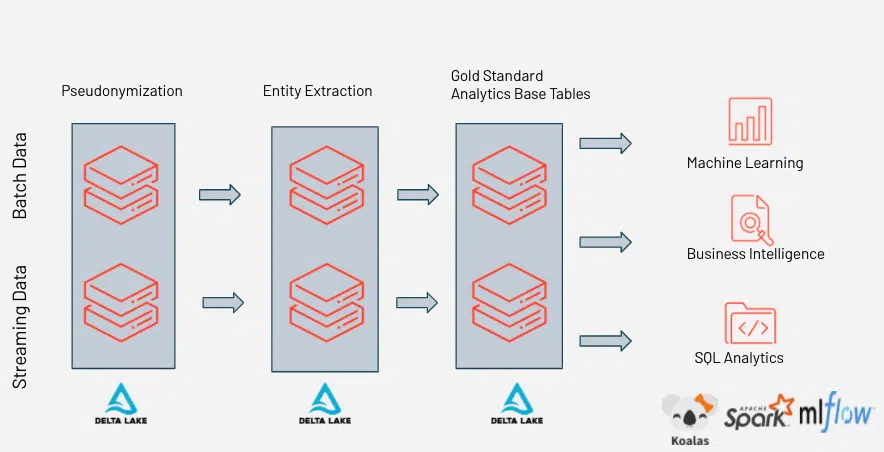 Pseudonymization
Entity Extraction
Gold Standard
Analytics Base Tables
Batch Data
Streaming Data
Machine Learning
Business Intelligence
</>
SQL Analytics
DELTA LAKE
DELTA LAKE
DELTA LAKE
Koalas
APACHE
Spark
mlflow